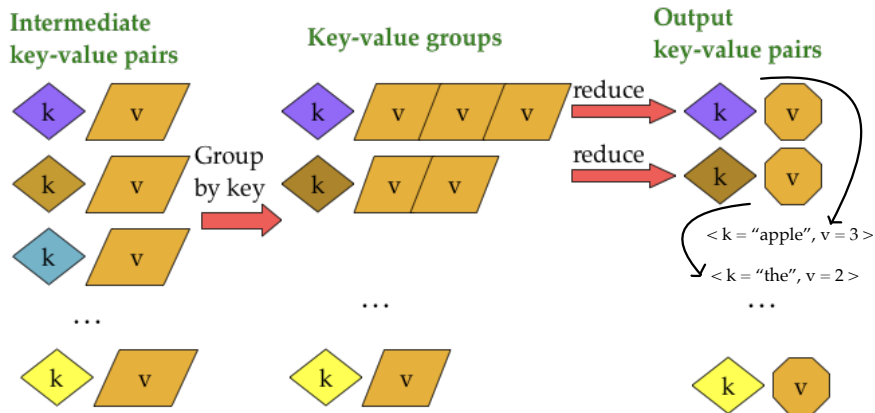 Intermediate
key-value pairs
k v
k v
k v
...
k v
Group
by key
Key-value groups
k v v v
k v v
...
k v
reduce
reduce
Output
key-value pairs
k v
k v
< k = “apple”, v = 3 >
< k = “the”, v = 2 >
...
k v